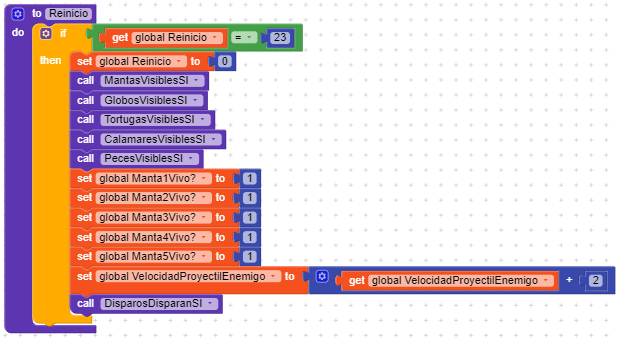 to Reinicio
do if get global Reinicio = 23
then set global Reinicio to 0
call MantasVisiblesSI
call GlobosVisiblesSI
call TortugasVisiblesSI
call CalamaresVisiblesSI
call PecesVisiblesSI
set global Manta1Vivo? to 1
set global Manta2Vivo? to 1
set global Manta3Vivo? to 1
set global Manta4Vivo? to 1
set global Manta5Vivo? to 1
set global VelocidadProyectilEnemigo to get global VelocidadProyectilEnemigo + 2
call DisparosDisparanSI